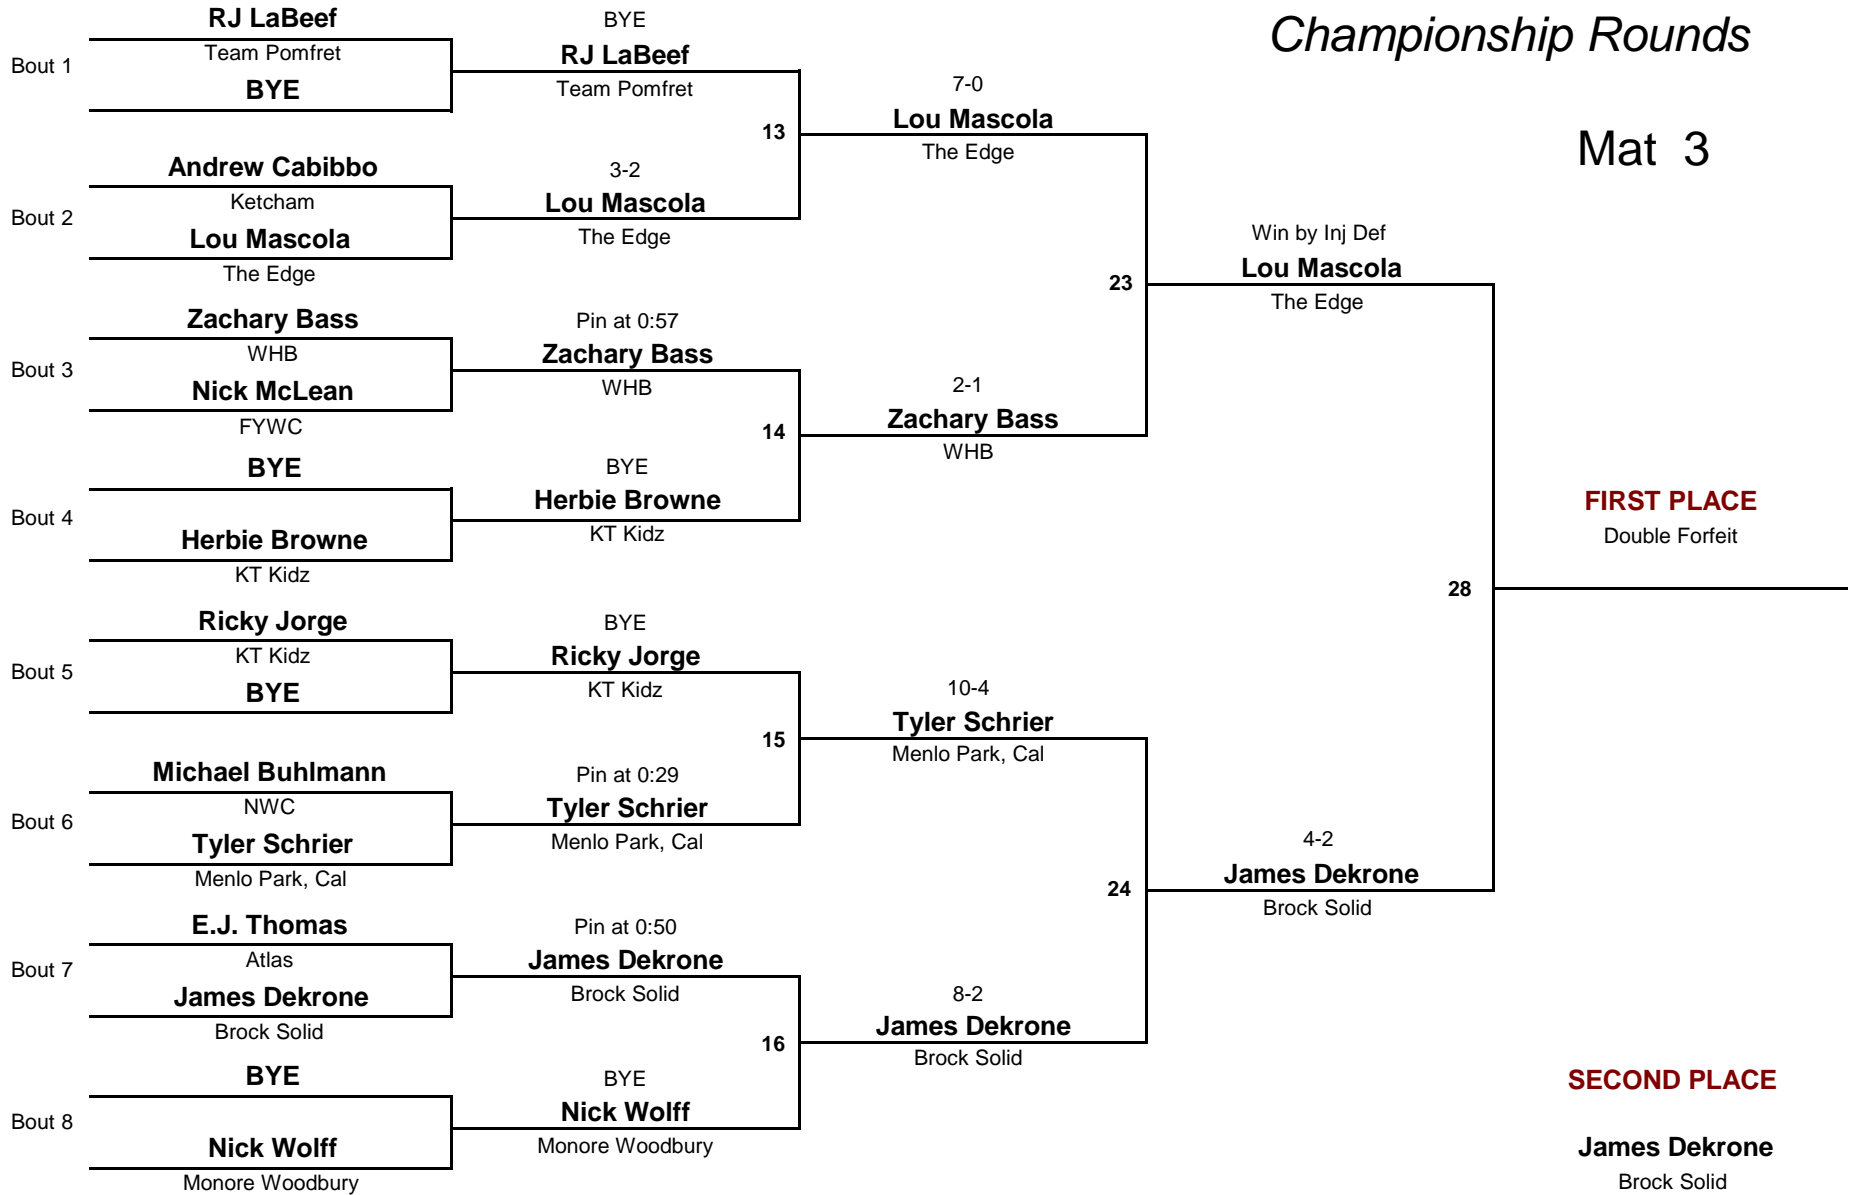 Championship Rounds
Mat 3
Bout 1
RJ LaBeef
Team Pomfret
BYE
Bout 2
Andrew Cabibbo
Ketcham
Lou Mascola
The Edge
Bout 3
Zachary Bass
WHB
Nick McLean
FYWC
Bout 4
BYE
Herbie Browne
KT Kidz
Bout 5
Ricky Jorge
KT Kidz
BYE
Bout 6
Michael Buhlmann
NWC
Tyler Schrier
Menlo Park, Cal
Bout 7
E.J. Thomas
Atlas
James Dekrone
Brock Solid
Bout 8
BYE
Nick Wolff
Monore Woodbury
BYE
RJ LaBeef
Team Pomfret
13
3-2
Lou Mascola
The Edge
Pin at 0:57
Zachary Bass
WHB
14
BYE
Herbie Browne
KT Kidz
BYE
Ricky Jorge
KT Kidz
15
Pin at 0:29
Tyler Schrier
Menlo Park, Cal
Pin at 0:50
James Dekrone
Brock Solid
16
BYE
Nick Wolff
Monore Woodbury
7-0
Lou Mascola
The Edge
23
2-1
Zachary Bass
WHB
10-4
Tyler Schrier
Menlo Park, Cal
24
8-2
James Dekrone
Brock Solid
Win by Inj Def
Lou Mascola
The Edge
28
4-2
James Dekrone
Brock Solid
FIRST PLACE
Double Forfeit
SECOND PLACE
James Dekrone
Brock Solid